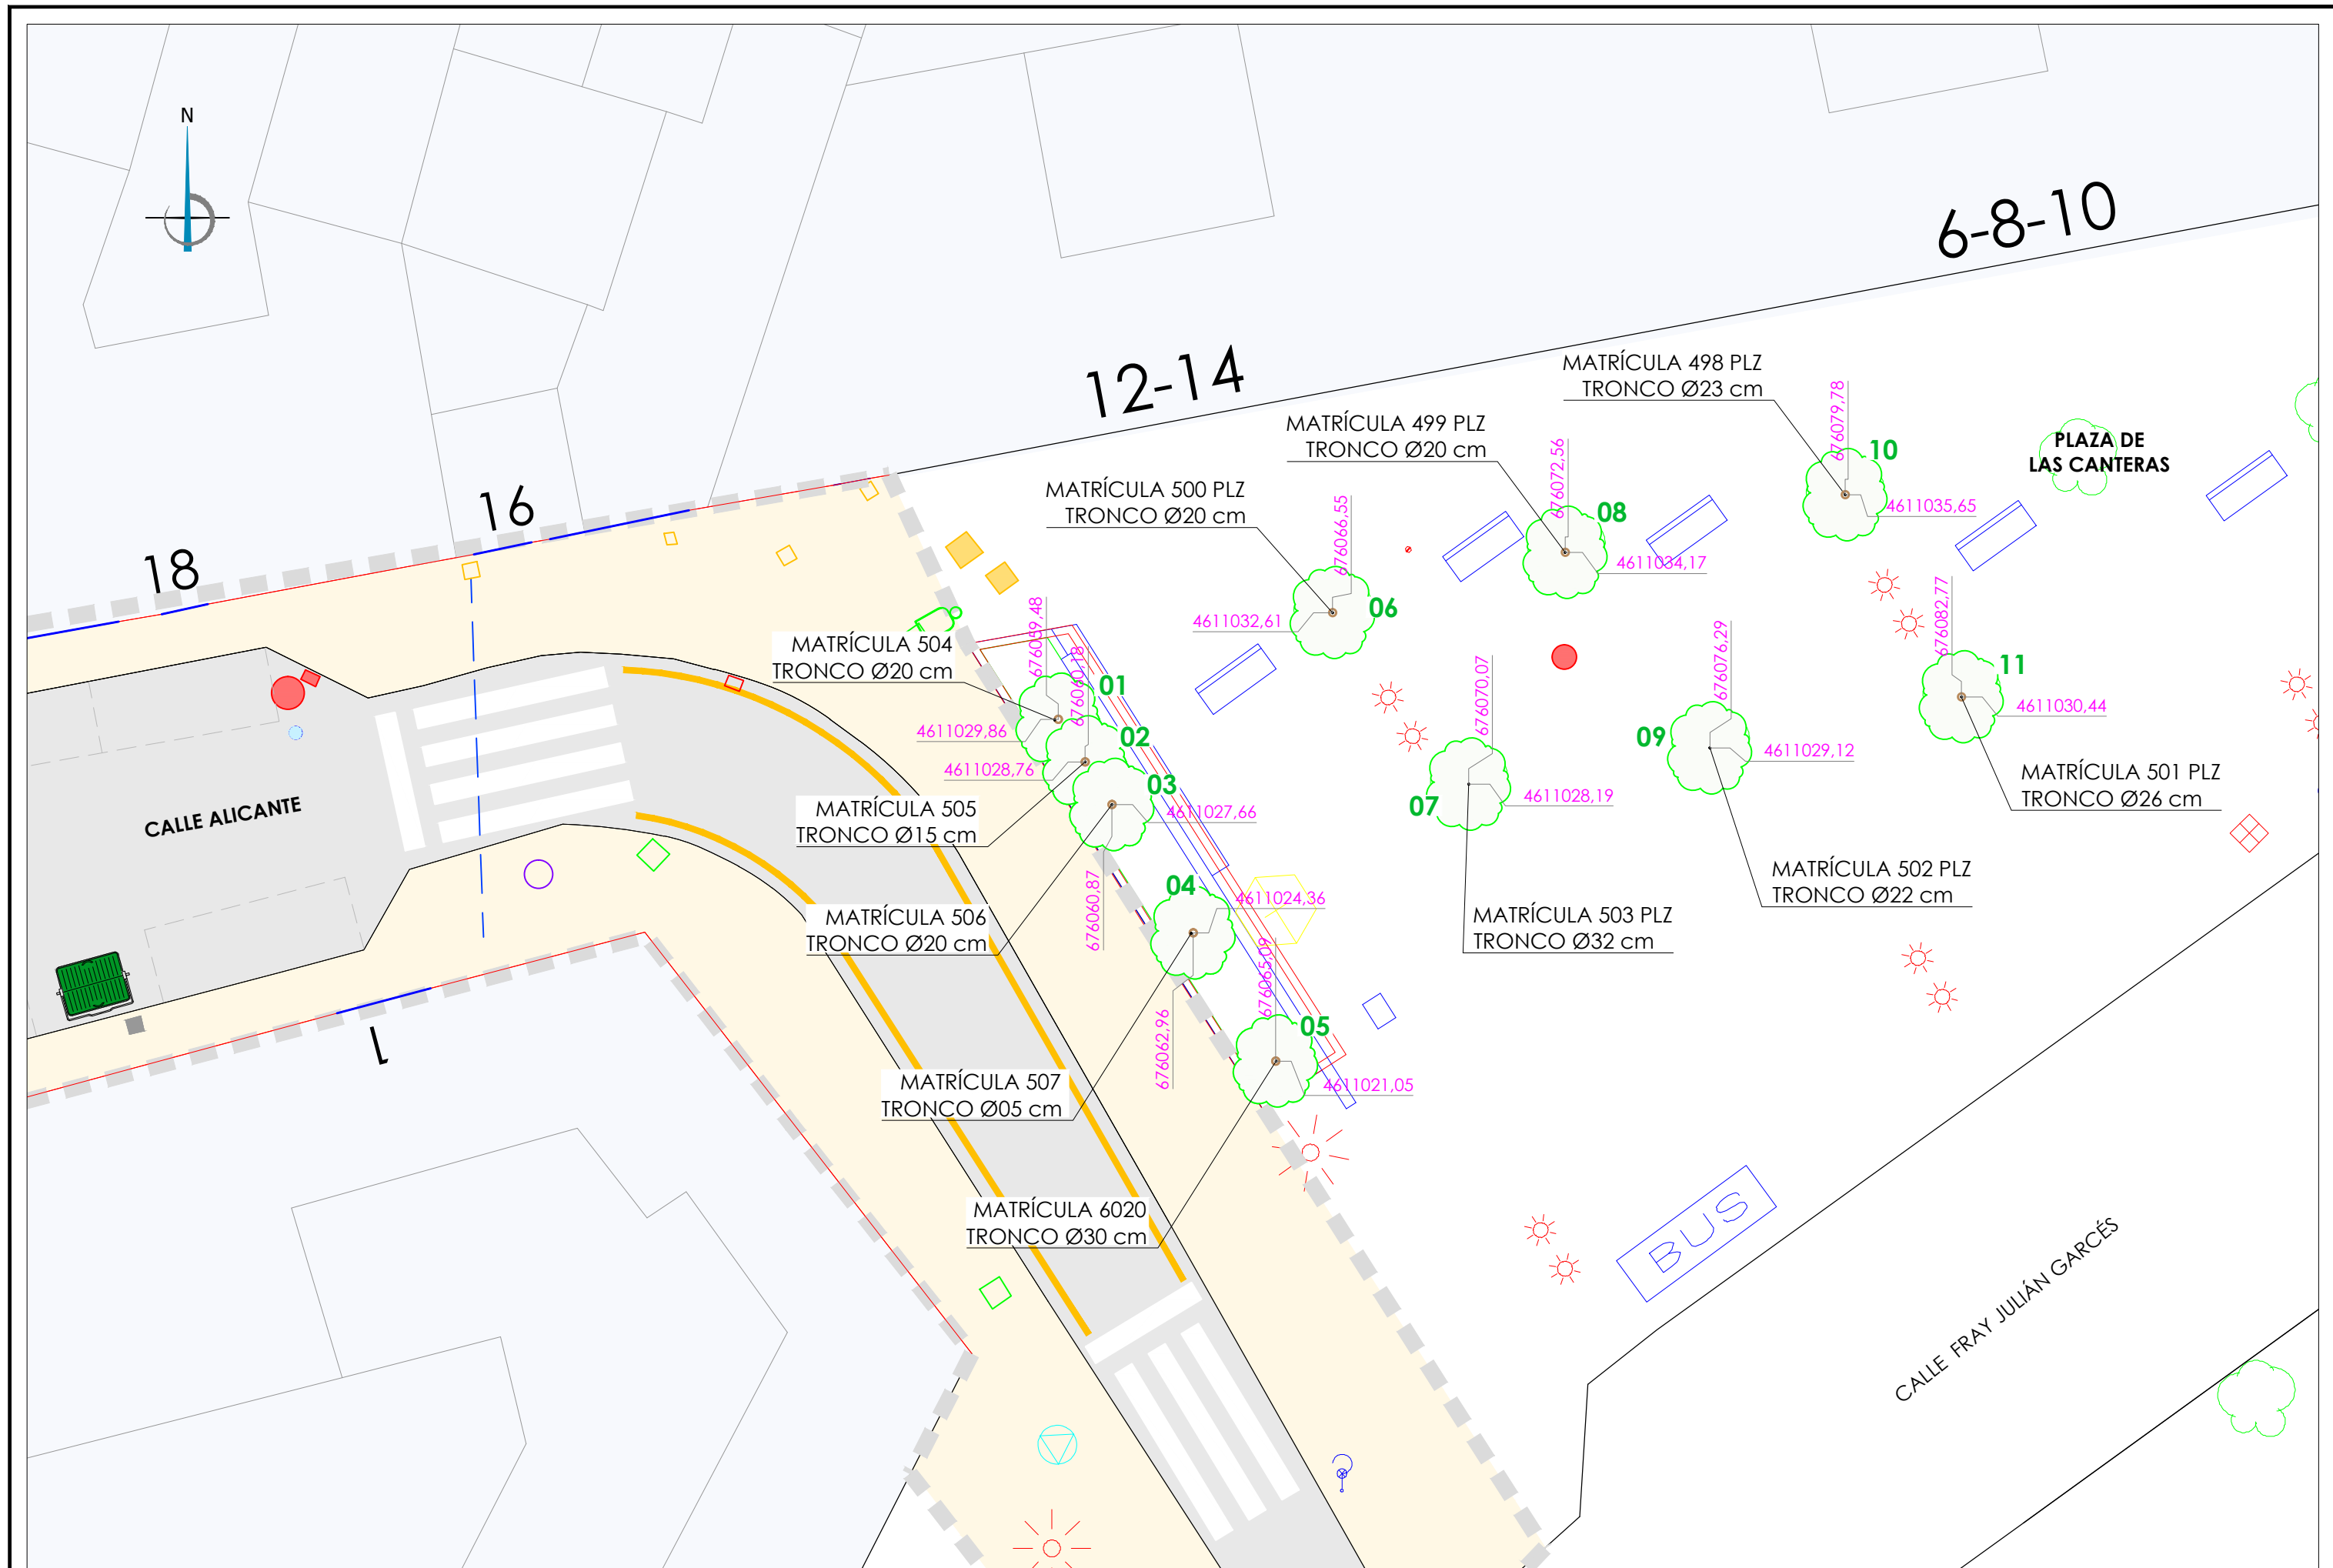 N
6-8-10
12-14
16
18
1
MATRÍCULA 498 PLZ
TRONCO Ø23 cm
676079,78
10
4611035,65
PLAZA DE
LAS CANTERAS
MATRÍCULA 499 PLZ
TRONCO Ø20 cm
676072,56
08
4611034,17
MATRÍCULA 500 PLZ
TRONCO Ø20 cm
676066,55
06
4611032,61
MATRÍCULA 504
TRONCO Ø20 cm
676059,48
01
4611029,86
676060,18
02
4611028,76
MATRÍCULA 505
TRONCO Ø15 cm
03
4611027,66
676060,87
MATRÍCULA 506
TRONCO Ø20 cm
04
4611024,36
676062,96
MATRÍCULA 507
TRONCO Ø05 cm
676065,09
05
4611021,05
MATRÍCULA 6020
TRONCO Ø30 cm
676070,07
07
4611028,19
MATRÍCULA 503 PLZ
TRONCO Ø32 cm
676076,29
09
4611029,12
MATRÍCULA 502 PLZ
TRONCO Ø22 cm
676082,77
11
4611030,44
MATRÍCULA 501 PLZ
TRONCO Ø26 cm
CALLE ALICANTE
BUS
CALLE FRAY JULIÁN GARCÉS